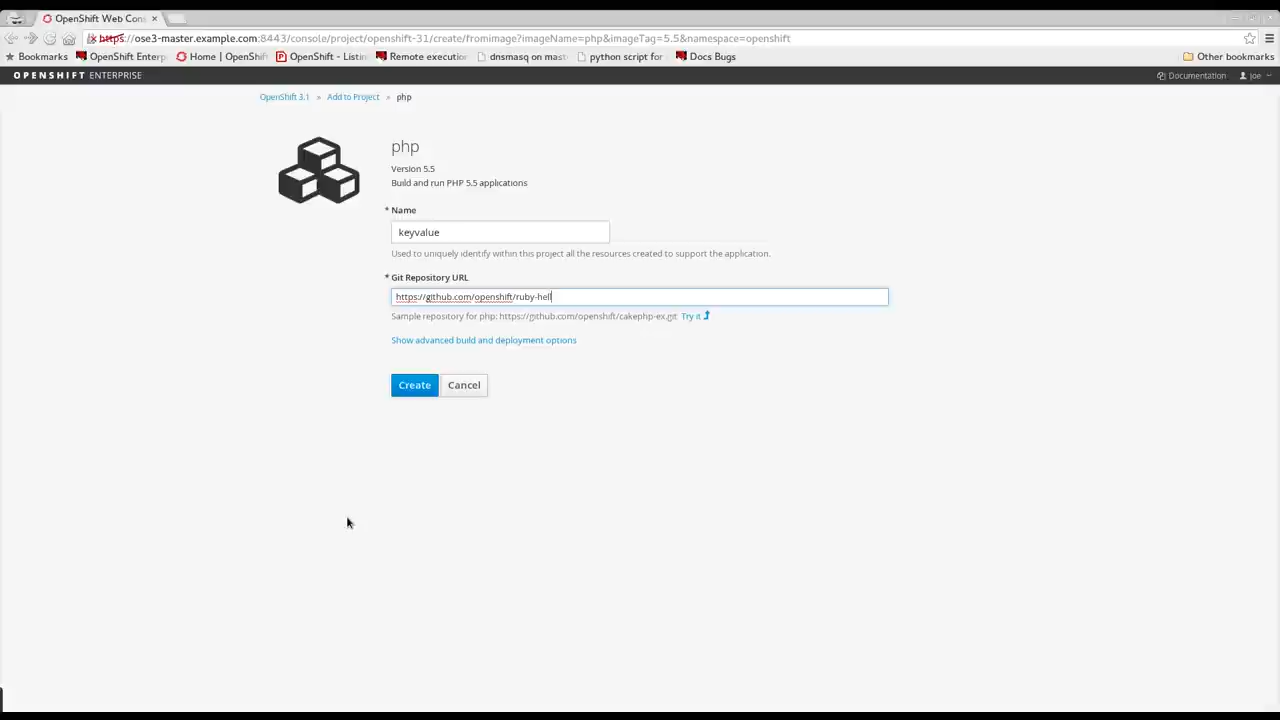 OpenShift Web Cons
https://ose3-master.example.com:8443/console/project/openshift-31/create/fromimage?imageName=php&imageTag=5.5&namespace=openshift
Bookmarks OpenShift Enterp Home | OpenShift OpenShift - Listin Remote execution dnsmasq on mast python script for Docs Bugs Other bookmarks
OPENSHIFT ENTERPRISE Documentation Joe
OpenShift 3.1 » Add to Project » php
php
Version 5.5
Build and run PHP 5.5 applications
* Name
keyvalue
Used to uniquely identify within this project all the resources created to support the application.
* Git Repository URL
https://github.com/openshift/ruby-hell
Sample repository for php: https://github.com/openshift/cakephp-ex.git Try it
Show advanced build and deployment options
Create Cancel